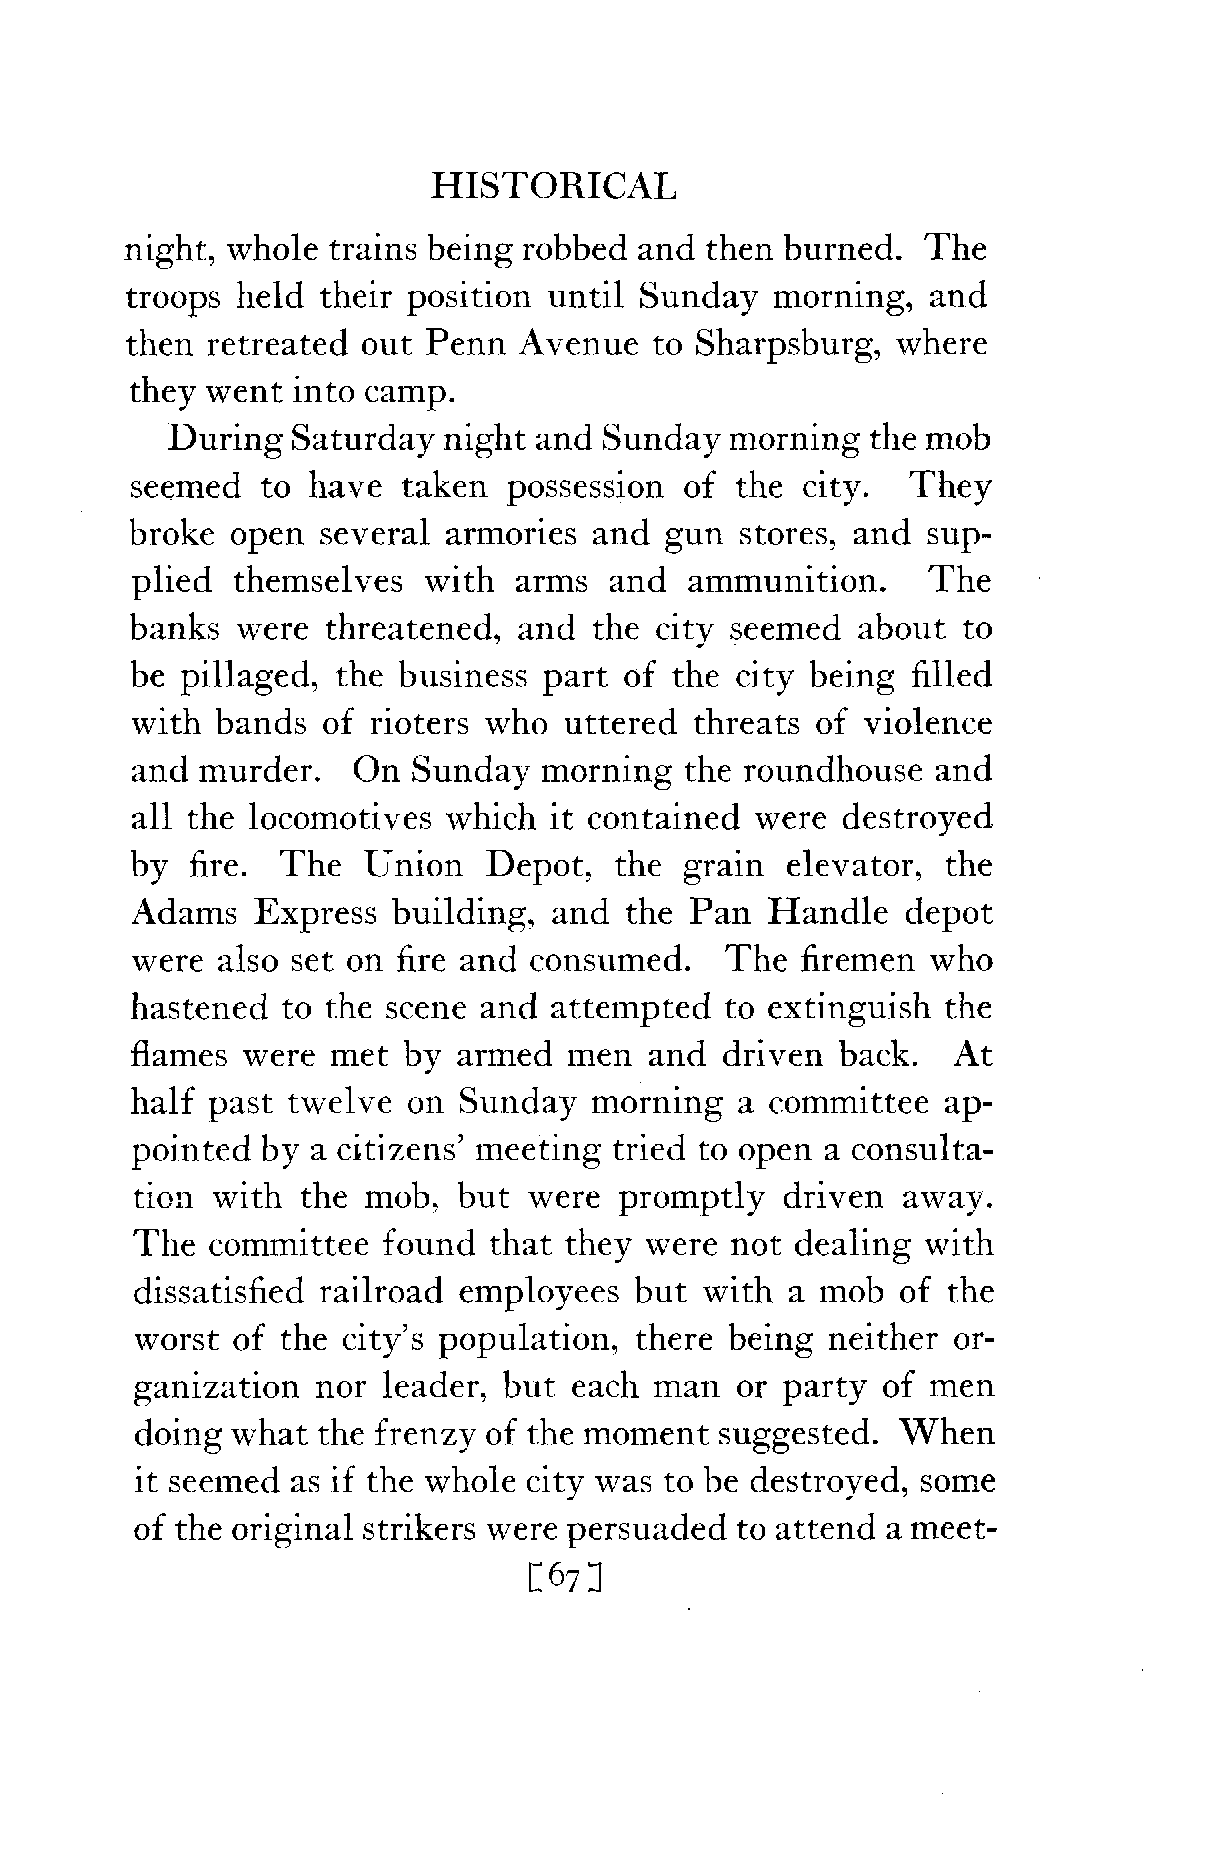 HISTORICAL
night, whole trains being robbed and then burned. The
troops held their position until Sunday morning, and
then retreated out Penn Avenue to Sharpsburg, where
they went into camp.
During Saturday night and Sunday morning the mob
seemed to have taken possession of the city. They
broke open several armories and gun stores, and sup-
plied themselves with arms and ammunition. The
banks were threatened, and the city seemed about to
be pillaged, the business part of the city being filled
with bands of rioters who uttered threats of violence
and murder. On Sunday morning the roundhouse and
all the locomotives which it contained were destroyed
by fire. The Union Depot, the grain elevator, the
Adams Express building, and the Pan Handle depot
were also set on fire and consumed. The firemen who
hastened to the scene and attempted to extinguish the
flames were met by armed men and driven back. At
half past twelve on Sunday morning a committee ap-
pointed by a citizens' meeting tried to open a consulta-
tion with the mob, but were promptly driven away.
The committee found that they were not dealing with
dissatisfied railroad employees but with a mob of the
worst of the city's population, there being neither or-
ganization nor leader, but each man or party of men
doing what the frenzy of the moment suggested. When
it seemed as if the whole city was to be destroyed, some
of the original strikers were persuaded to attend a meet-
[67]